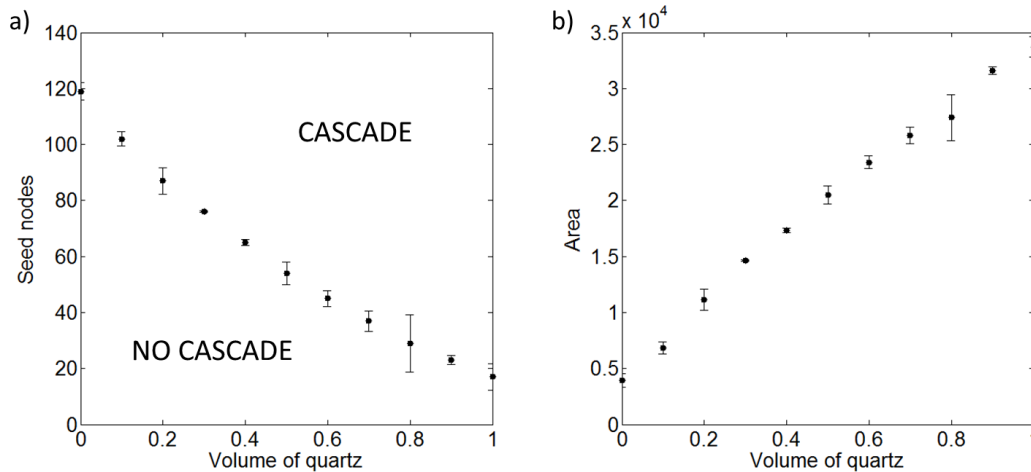 a)
140
120
100
80
60
40
20
0
Seed nodes
CASCADE
NO CASCADE
0 0.2 0.4 0.6 0.8 1
Volume of quartz
b)
3.5 x 10^4
3
2.5
2
1.5
1
0.5
0
Area
0 0.2 0.4 0.6 0.8 1
Volume of quartz